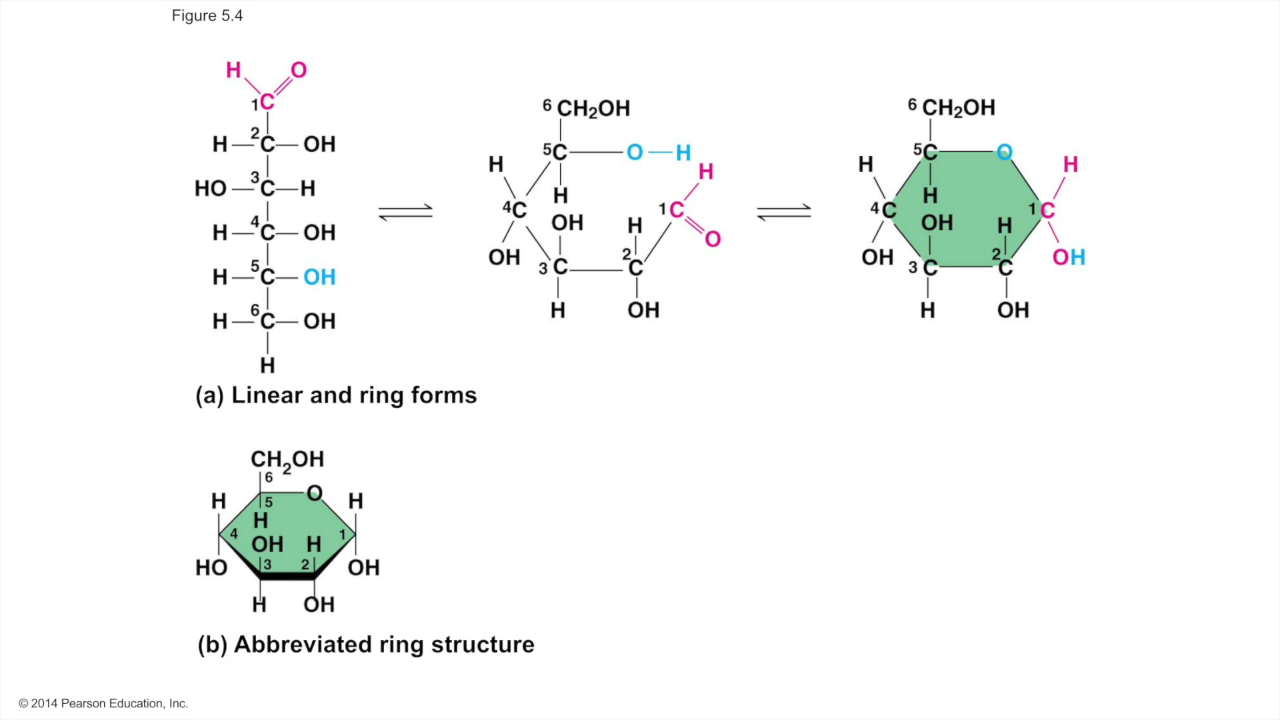 Figure 5.4
H O
1C
H 2C OH
HO 3C H
H 4C OH
H 5C OH
H 6C OH
H
6 CH2OH
5C O H
H
H
H
4C
OH
1C
H
O
OH
3C
2C
H
OH
6 CH2OH
5C O
H
H
H
4C
OH
H
1C
OH
OH
3C
2C
H
OH
(a) Linear and ring forms
CH2OH
6
H 5 O H
H
4 OH H 1
HO 3 2 OH
H OH
(b) Abbreviated ring structure
© 2014 Pearson Education, Inc.